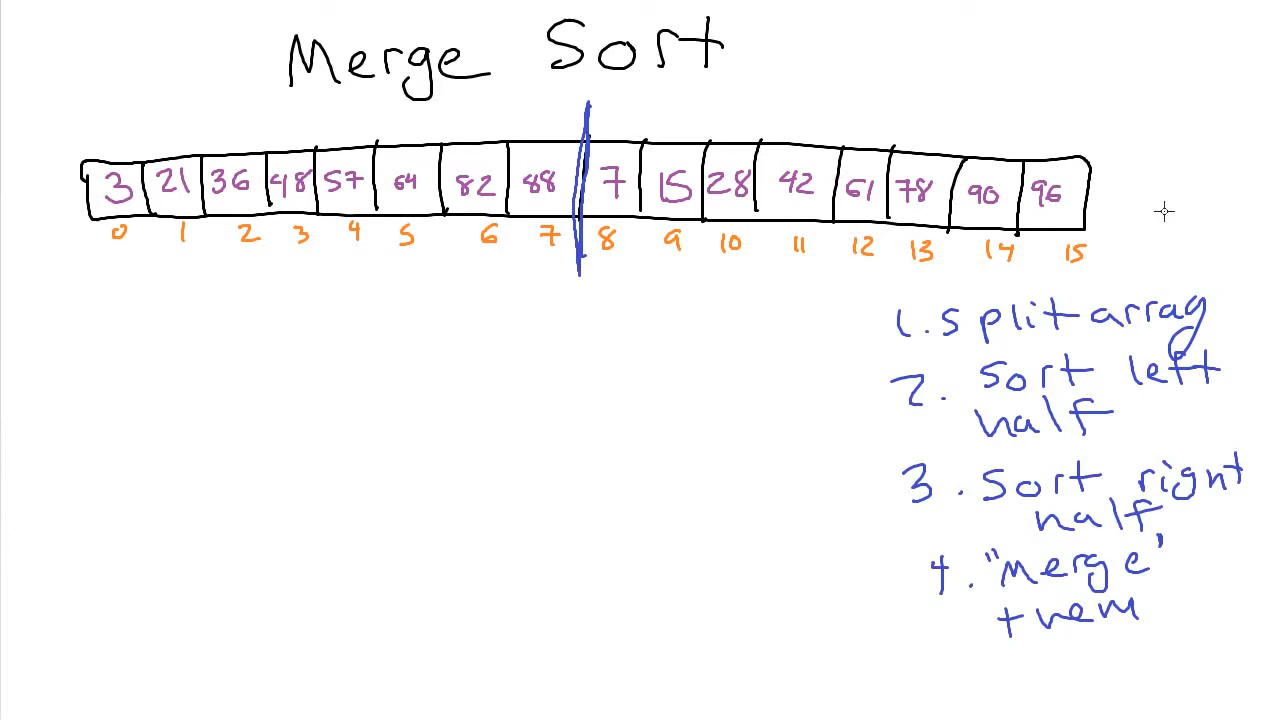 Merge Sort
3 21 36 48 57 64 82 88 7 15 28 42 61 78 90 96
0 1 2 3 4 5 6 7 8 9 10 11 12 13 14 15
1. split array
2. sort left
half
3. sort right
half
4. "merge"
them